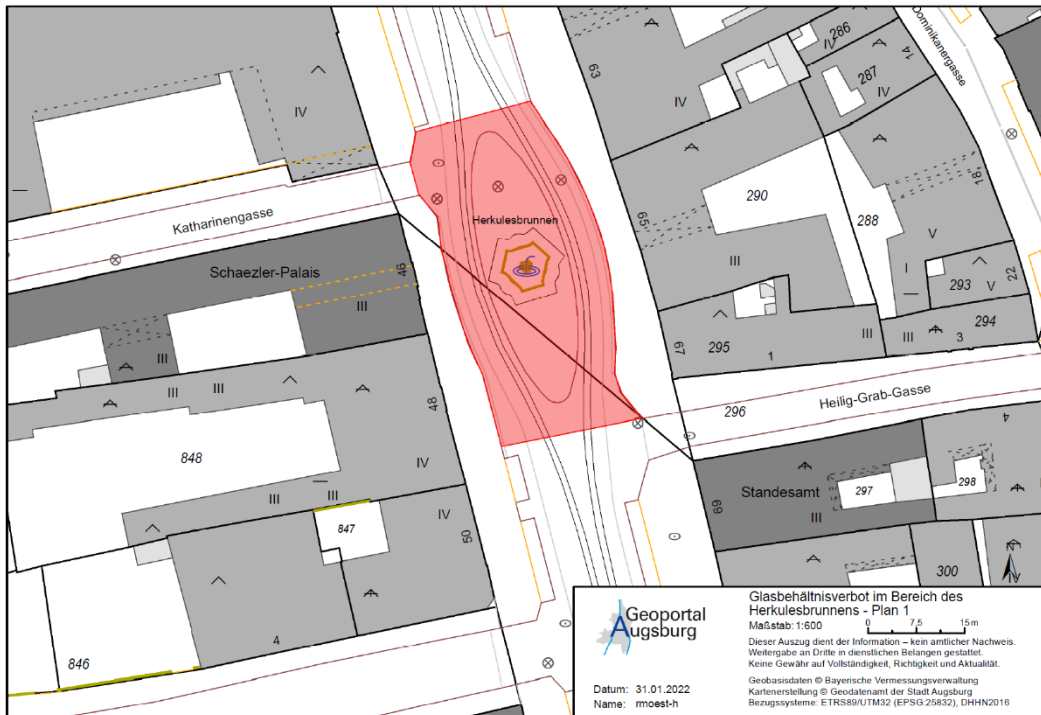 286
IV
14
Dominikanergasse
63
287
IV
IV
IV
Katharinengasse
Herkulesbrunnen
65
290
288
18
Schaezler-Palais
46
III
V
I
293
V
22
III
III
III
III
67
295
1
III
III
3
294
848
48
IV
296
Heilig-Grab-Gasse
4
III
III
847
IV
50
69
Standesamt
III
297
298
300
IV
N
4
846
Geoportal
Augsburg
Datum: 31.01.2022
Name: rmoest-h
Glasbehältnisverbot im Bereich des
Herkulesbrunnens - Plan 1
Maßstab: 1:600
0 7,5 15 m
Dieser Auszug dient der Information – kein amtlicher Nachweis.
Weitergabe an Dritte in dienstlichen Belangen gestattet.
Keine Gewähr auf Vollständigkeit, Richtigkeit und Aktualität.
Geobasisdaten © Bayerische Vermessungsverwaltung
Kartenerstellung © Geodatenamt der Stadt Augsburg
Bezugssysteme: ETRS89/UTM32 (EPSG:25832), DHHN2016